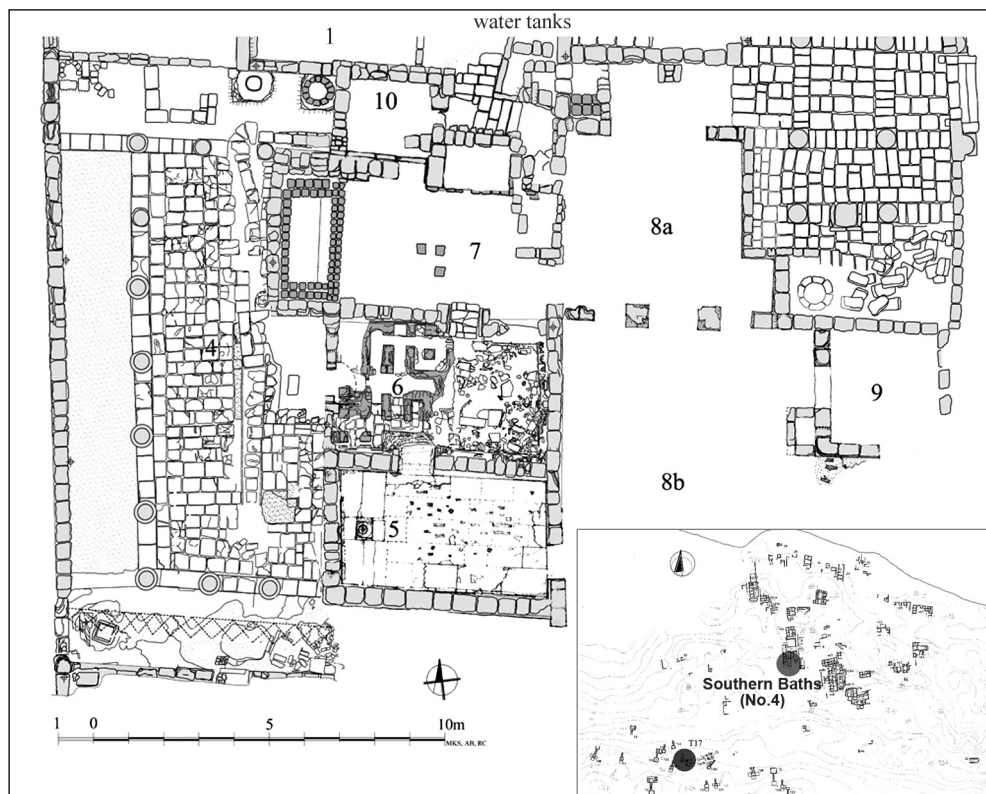 water tanks
1
10
8a
7
4
6
9
8b
5
1 0 5 10m
MKS, AB, RC
Southern Baths
(No.4)
T17